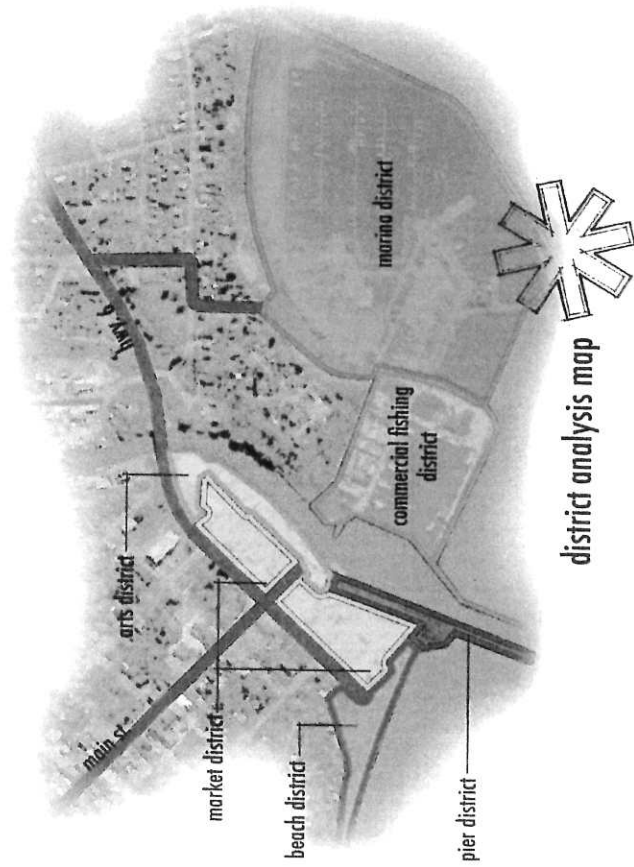 hwy. 6
main st.
arts district
market district
beach district
pier district
commercial fishing
district
marina district
district analysis map